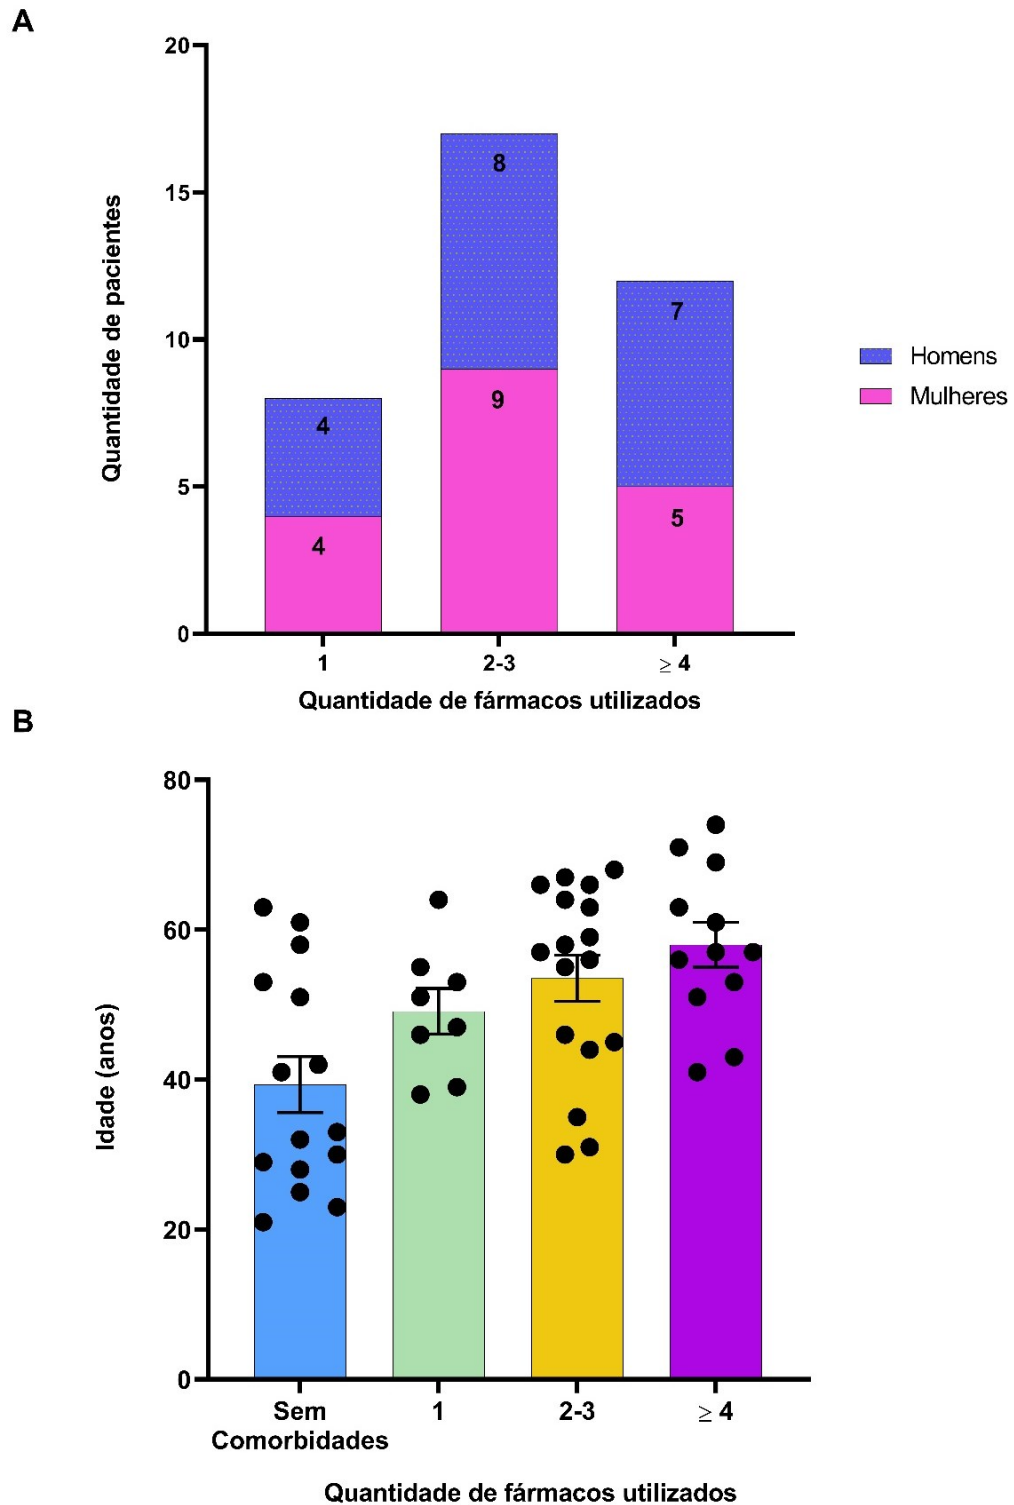 A
20
15
10
5
0
Quantidade de pacientes
8
7
4
9
4
5
Homens
Mulheres
1 2-3 ≥ 4
Quantidade de fármacos utilizados
B
80
60
40
20
0
Idade (anos)
Sem Comorbidades 1 2-3 ≥ 4
Quantidade de fármacos utilizados